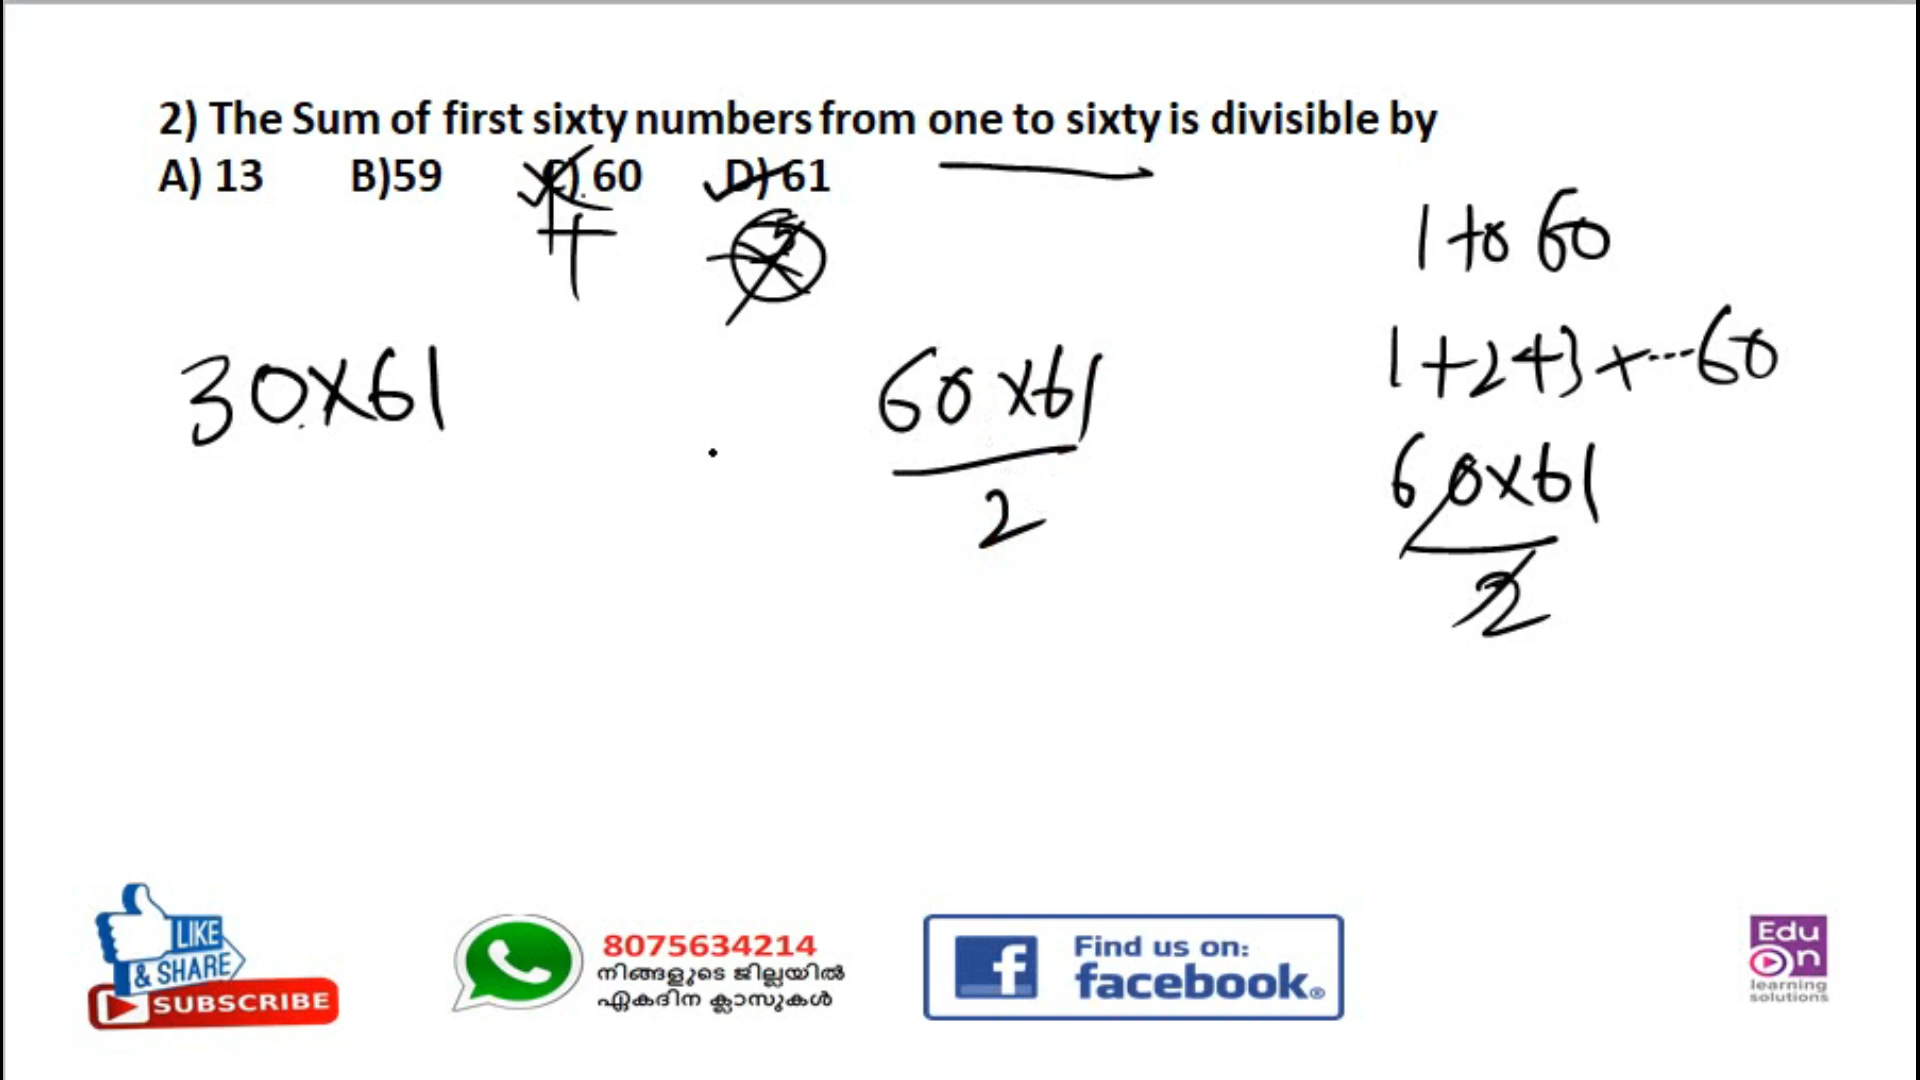 2) The Sum of first sixty numbers from one to sixty is divisible by
A) 13 B)59 C) 60 D) 61
1 to 60
30x61
60x61
2
1+2+3+...60
60x61
2
LIKE
& SHARE
SUBSCRIBE
8075634214
നിങ്ങളുടെ ജില്ലയിൽ
ഏകദിന ക്ലാസുകൾ
Find us on:
facebook®
Edu
On
learning
solutions